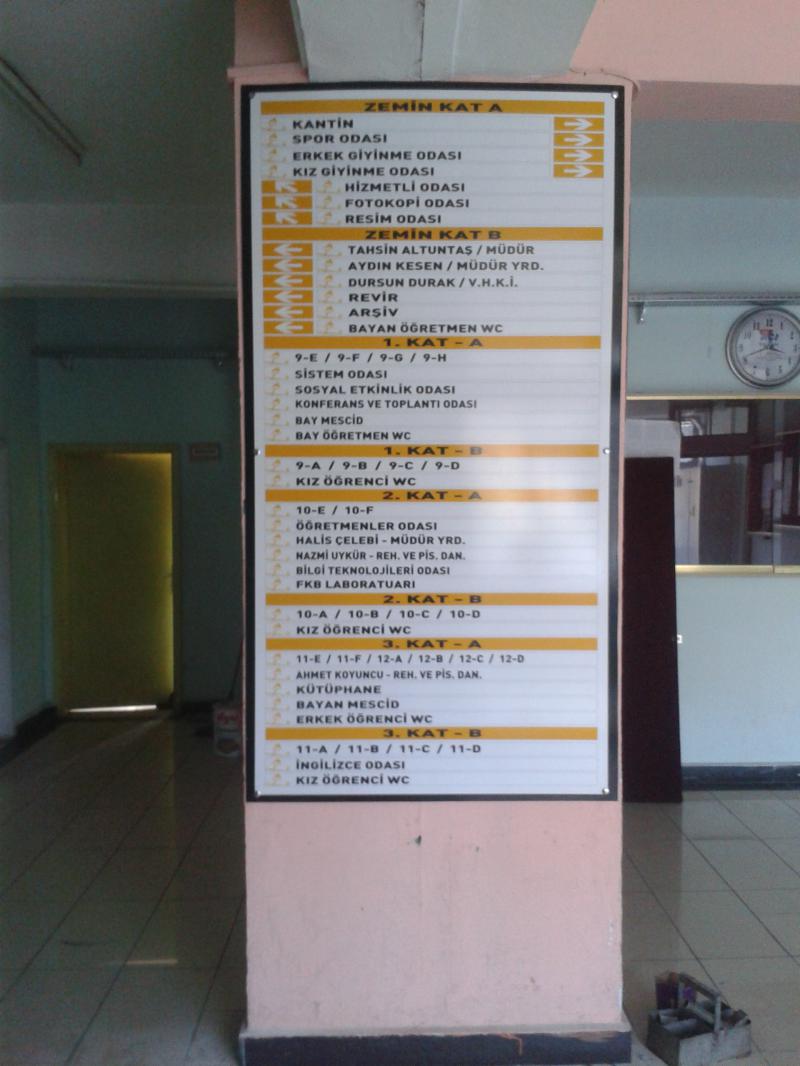 ZEMİN KAT A
KANTİN
SPOR ODASI
ERKEK GİYİNME ODASI
KIZ GİYİNME ODASI
HİZMETLİ ODASI
FOTOKOPİ ODASI
RESİM ODASI
ZEMİN KAT B
TAHSİN ALTUNTAŞ / MÜDÜR
AYDIN KESEN / MÜDÜR YRD.
DURSUN DURAK / V.H.K.İ.
REVİR
ARŞİV
BAYAN ÖĞRETMEN WC
1. KAT - A
9-E / 9-F / 9-G / 9-H
SİSTEM ODASI
SOSYAL ETKİNLİK ODASI
KONFERANS VE TOPLANTI ODASI
BAY MESCİD
BAY ÖĞRETMEN WC
1. KAT - B
9-A / 9-B / 9-C / 9-D
KIZ ÖĞRENCİ WC
2. KAT - A
10-E / 10-F
ÖĞRETMENLER ODASI
HALİS ÇELEBİ - MÜDÜR YRD.
NAZMİ UYKÜR - REH. VE PİS. DAN.
BİLGİ TEKNOLOJİLERİ ODASI
FKB LABORATUARI
2. KAT - B
10-A / 10-B / 10-C / 10-D
KIZ ÖĞRENCİ WC
3. KAT - A
11-E / 11-F / 12-A / 12-B / 12-C / 12-D
AHMET KOYUNCU - REH. VE PİS. DAN.
KÜTÜPHANE
BAYAN MESCİD
ERKEK ÖĞRENCİ WC
3. KAT - B
11-A / 11-B / 11-C / 11-D
İNGİLİZCE ODASI
KIZ ÖĞRENCİ WC